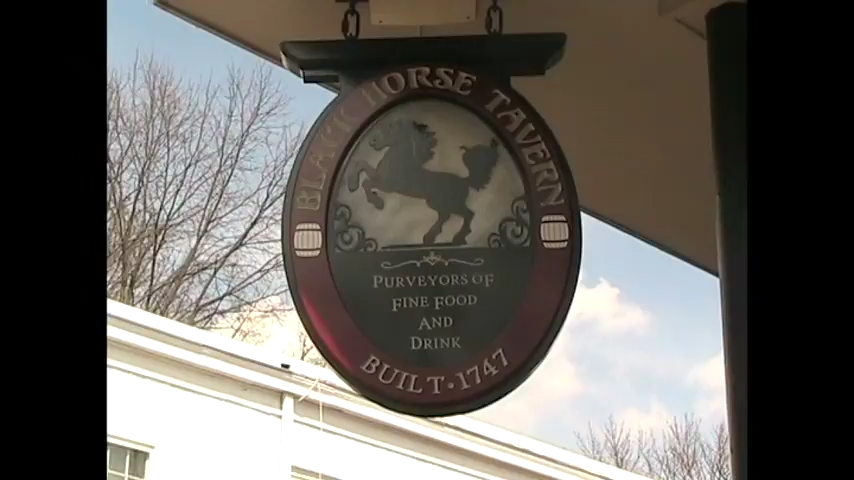 BLACK HORSE TAVERN
PURVEYORS OF
FINE FOOD
AND
DRINK
BUILT • 1747